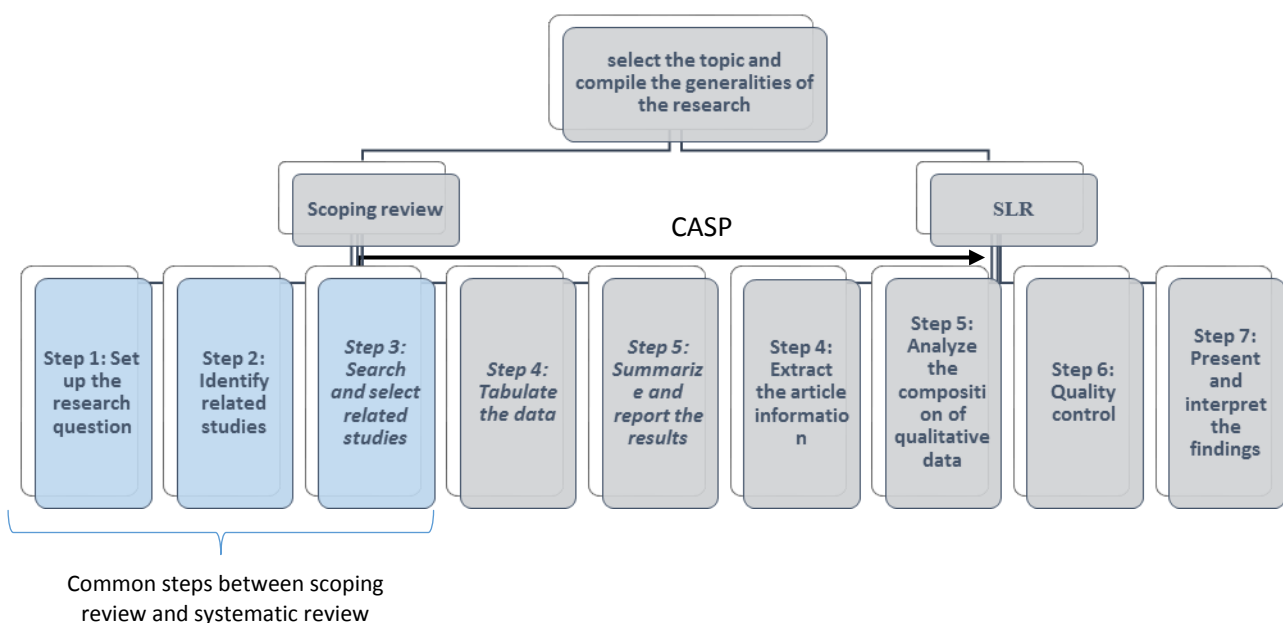 select the topic and
compile the generalities of
the research
Scoping review
SLR
CASP
Step 1: Set
up the
research
question
Step 2:
Identify
related
studies
Step 3:
Search
and select
related
studies
Step 4:
Tabulate
the data
Step 5:
Summariz
e and
report the
results
Step 4:
Extract
the article
informatio
n
Step 5:
Analyze
the
compositi
on of
qualitative
data
Step 6:
Quality
control
Step 7:
Present
and
interpret
the
findings
Common steps between scoping
review and systematic review